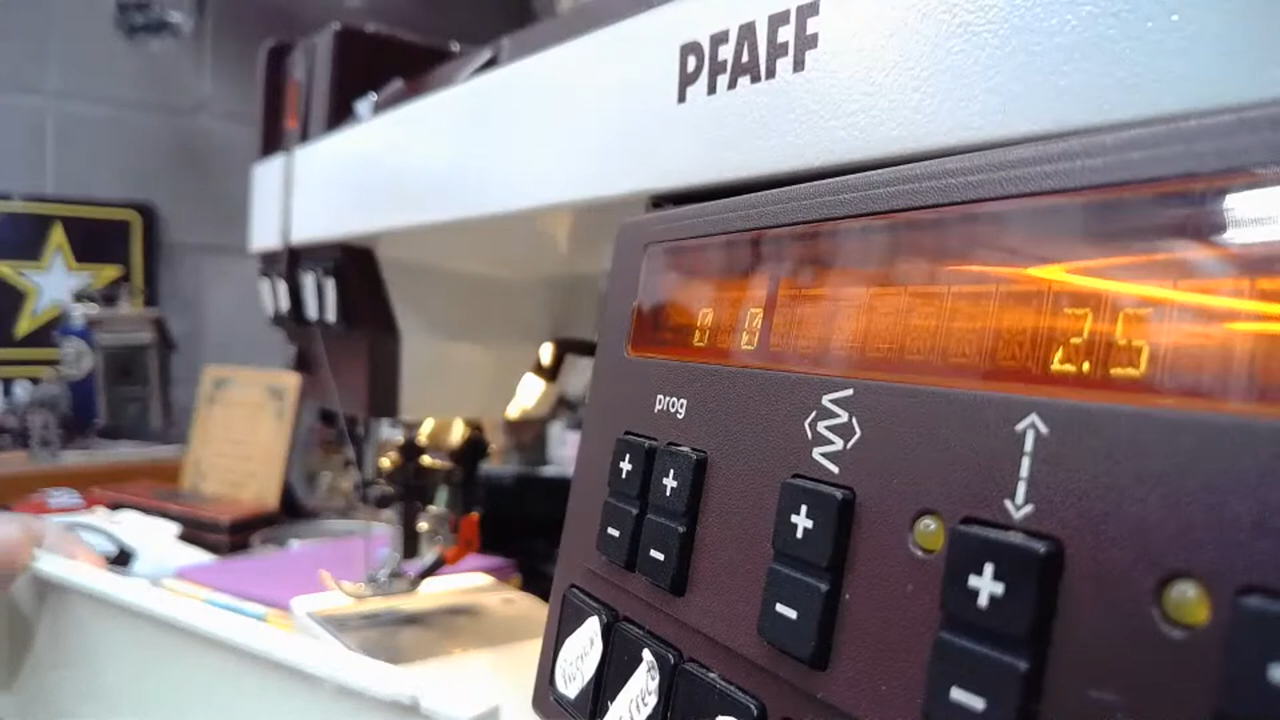 PFAFF
0 0 2.5
prog
+ + + +
- - - -